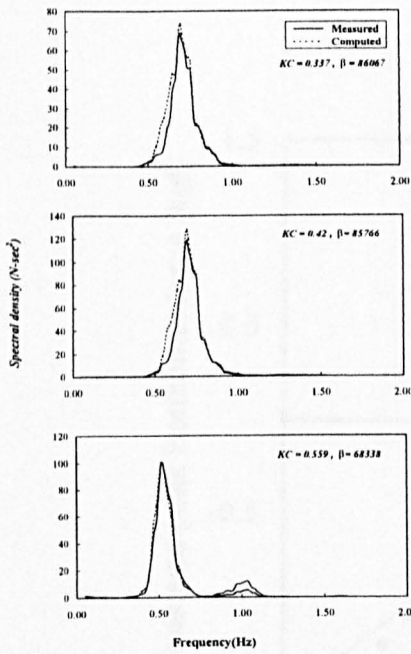 80
70
60
50
40
30
20
10
0
Measured
Computed
KC = 0.337, β = 86067
0.00 0.50 1.00 1.50 2.00
Spectral density (N-sec²)
140
120
100
80
60
40
20
0
KC = 0.42, β = 85766
0.00 0.50 1.00 1.50 2.00
120
100
80
60
40
20
0
KC = 0.559, β = 68338
0.00 0.50 1.00 1.50 2.0
Frequency(Hz)